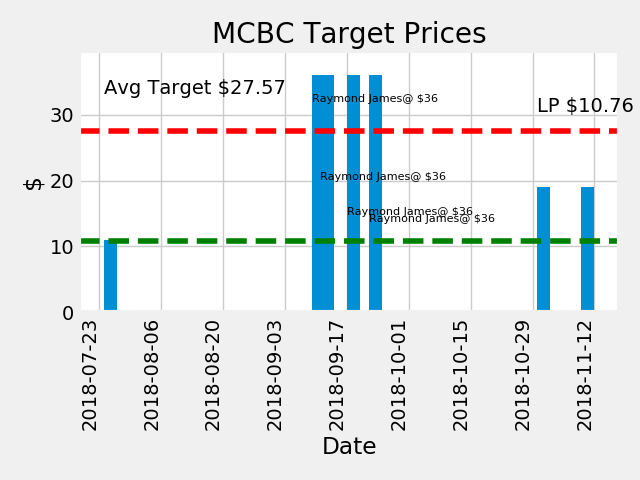 MCBC Target Prices
Avg Target $27.57
LP $10.76
Raymond James@ $36
Raymond James@ $36
Raymond James@ $36
Raymond James@ $36
$
30
20
10
0
2018-07-23
2018-08-06
2018-08-20
2018-09-03
2018-09-17
2018-10-01
2018-10-15
2018-10-29
2018-11-12
Date